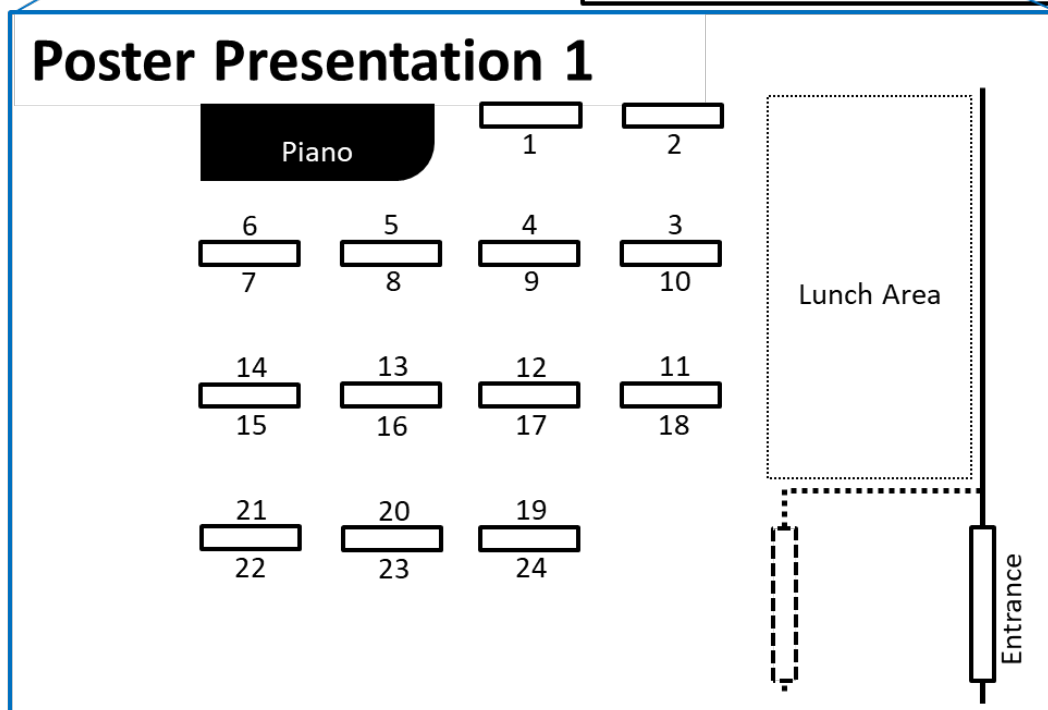 Poster Presentation 1
Piano
1 2
6 5 4 3
7 8 9 10
Lunch Area
14 13 12 11
15 16 17 18
21 20 19
22 23 24
Entrance